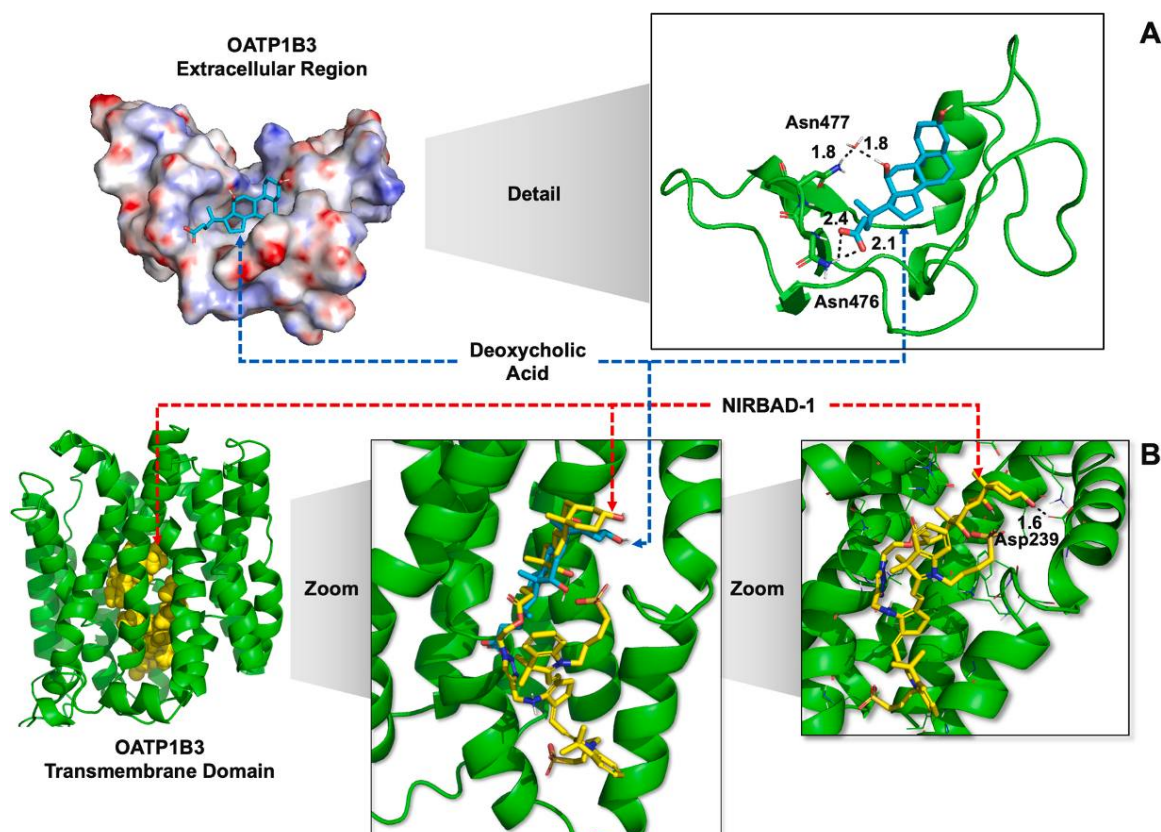 A
OATP1B3
Extracellular Region
Detail
Asn477
1.8
1.8
2.4
2.1
Asn476
Deoxycholic
Acid
NIRBAD-1
B
Zoom
Zoom
1.6
Asp239
OATP1B3
Transmembrane Domain